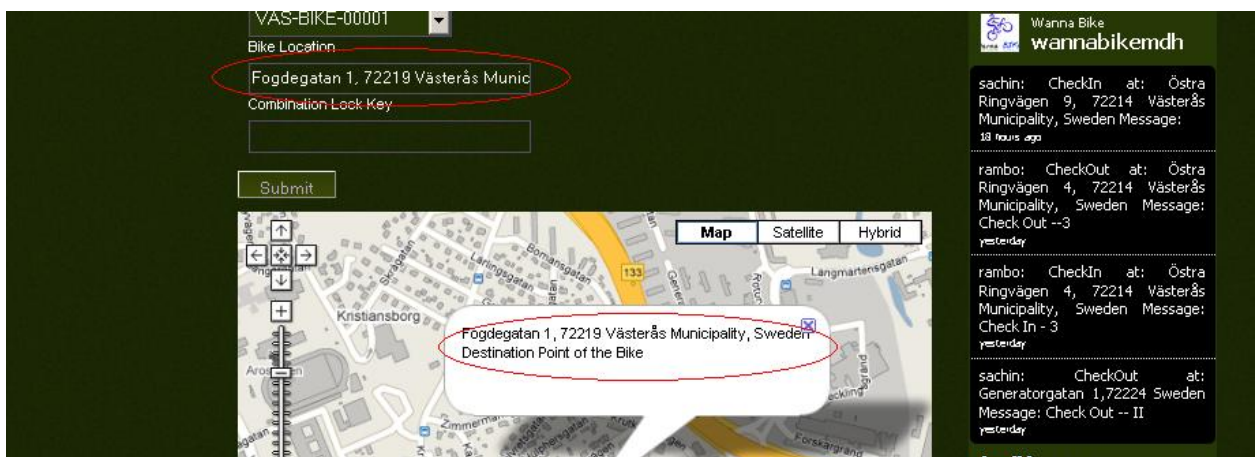 VAS-BIKE-00001
Bike Location
Fogdegatan 1, 72219 Västerås Munic
Combination Lock Key
Submit
Map
Satellite
Hybrid
133
Skragatan
Bomansgatan
Langmartensgatan
Kristiansborg
Fogdegatan 1, 72219 Västerås Municipality, Sweden
Destination Point of the Bike
Wanna Bike
wannabikemdh
sachin: CheckIn at: Östra
Ringvägen 9, 72214 Västerås
Municipality, Sweden Message:
18 hours ago
rambo: CheckOut at: Östra
Ringvägen 4, 72214 Västerås
Municipality, Sweden Message:
Check Out --3
yesterday
rambo: CheckIn at: Östra
Ringvägen 4, 72214 Västerås
Municipality, Sweden Message:
Check In - 3
yesterday
sachin: CheckOut at:
Generatorgatan 1,72224 Sweden
Message: Check Out -- II
yesterday